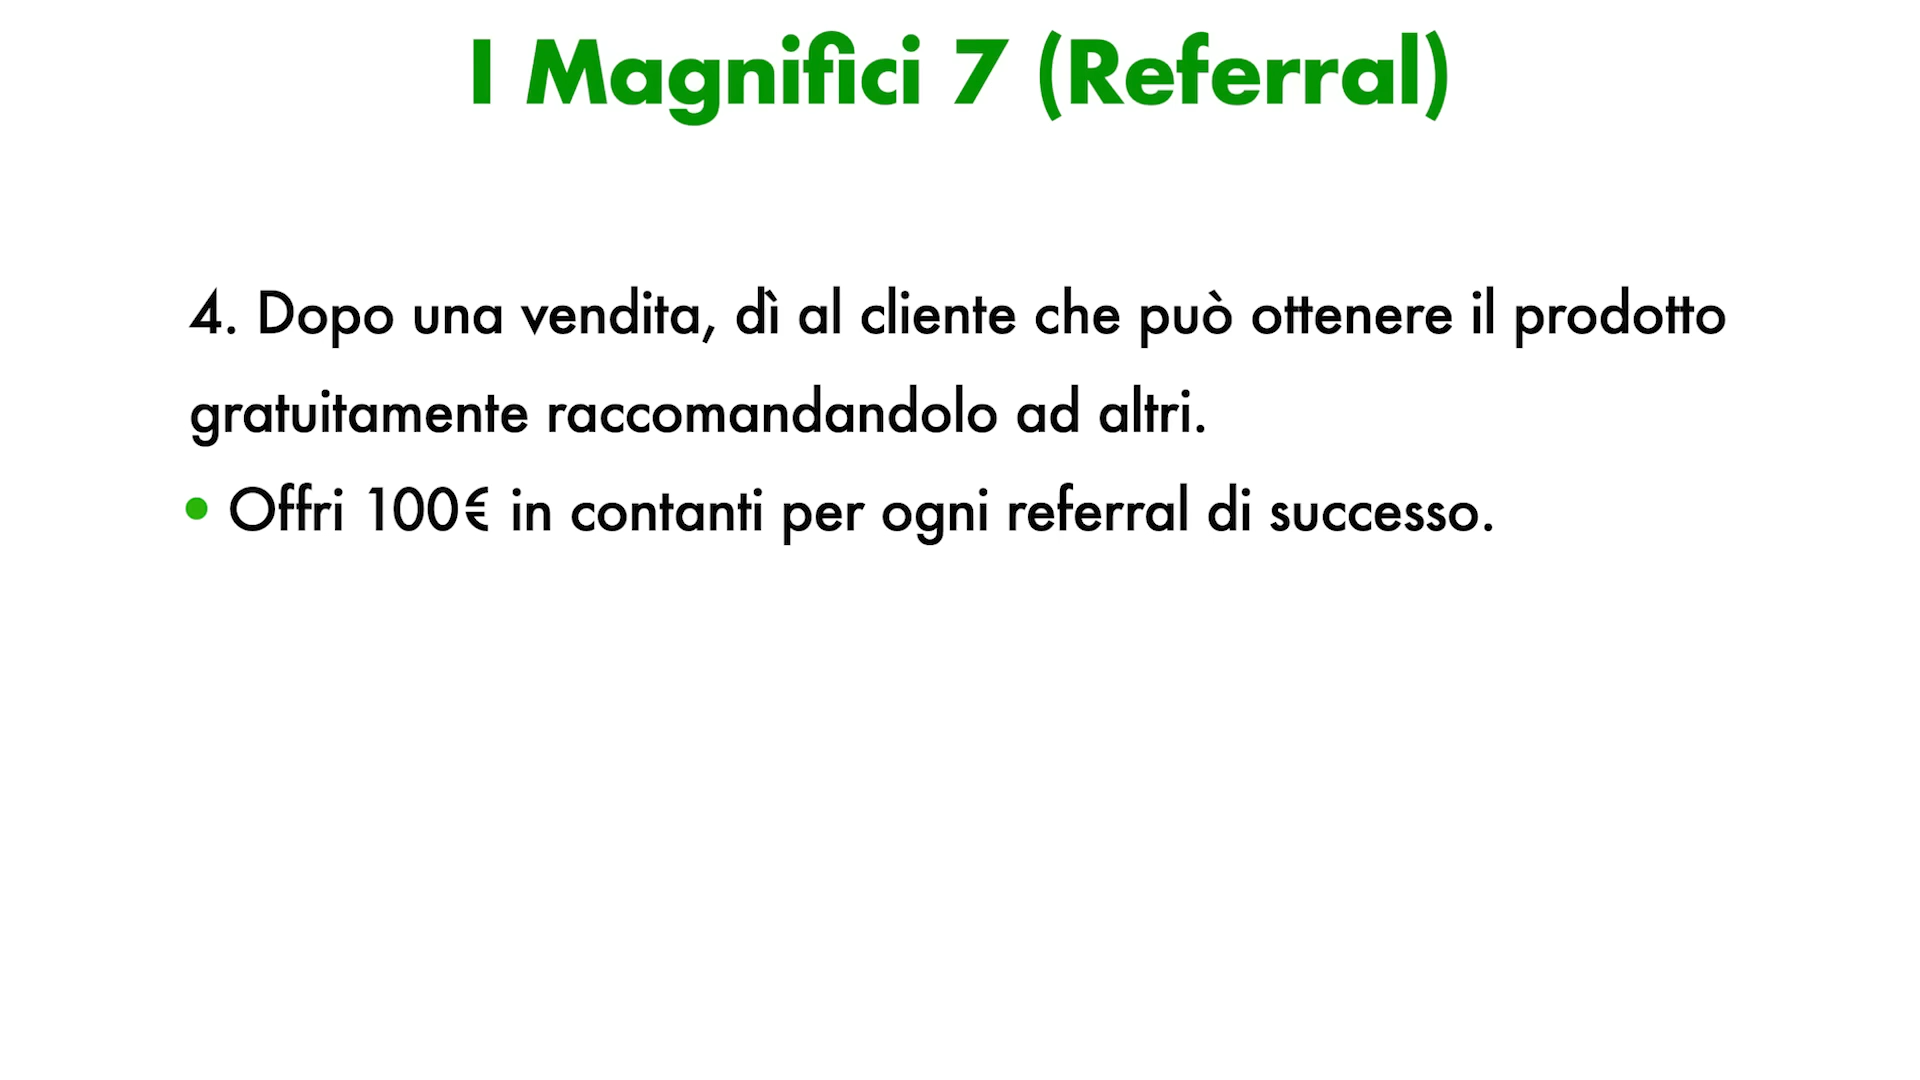 I Magnifici 7 (Referral)
4. Dopo una vendita, dì al cliente che può ottenere il prodotto
gratuitamente raccomandandolo ad altri.
• Offri 100€ in contanti per ogni referral di successo.